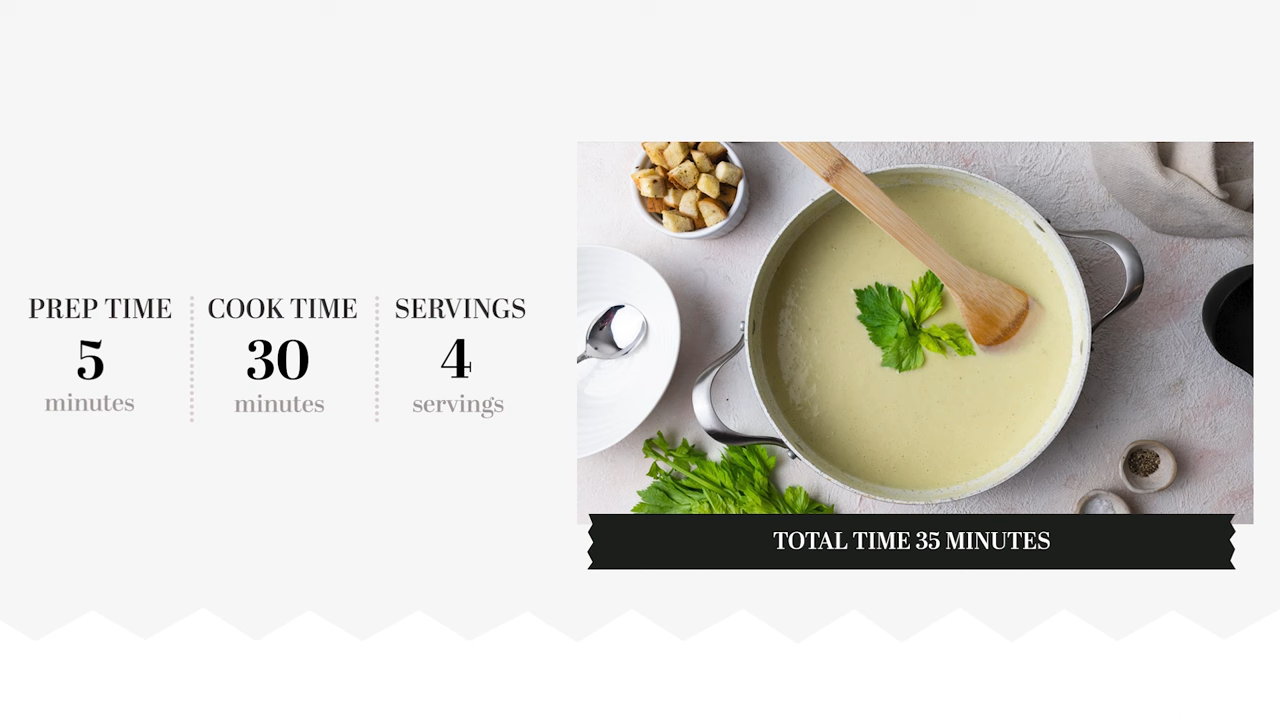 PREP TIME
5
minutes
COOK TIME
30
minutes
SERVINGS
4
servings
TOTAL TIME 35 MINUTES